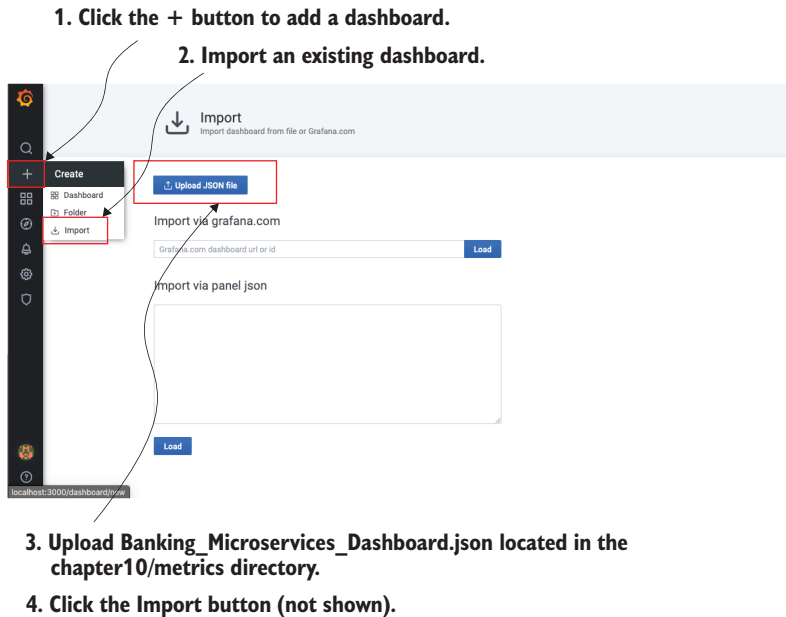 1. Click the + button to add a dashboard.
2. Import an existing dashboard.
Import
Import dashboard from file or Grafana.com
Create
Dashboard
Folder
Import
Upload JSON file
Import via grafana.com
Grafana.com dashboard url or id
Load
Import via panel json
Load
localhost:3000/dashboard/new
3. Upload Banking_Microservices_Dashboard.json located in the
chapter10/metrics directory.
4. Click the Import button (not shown).